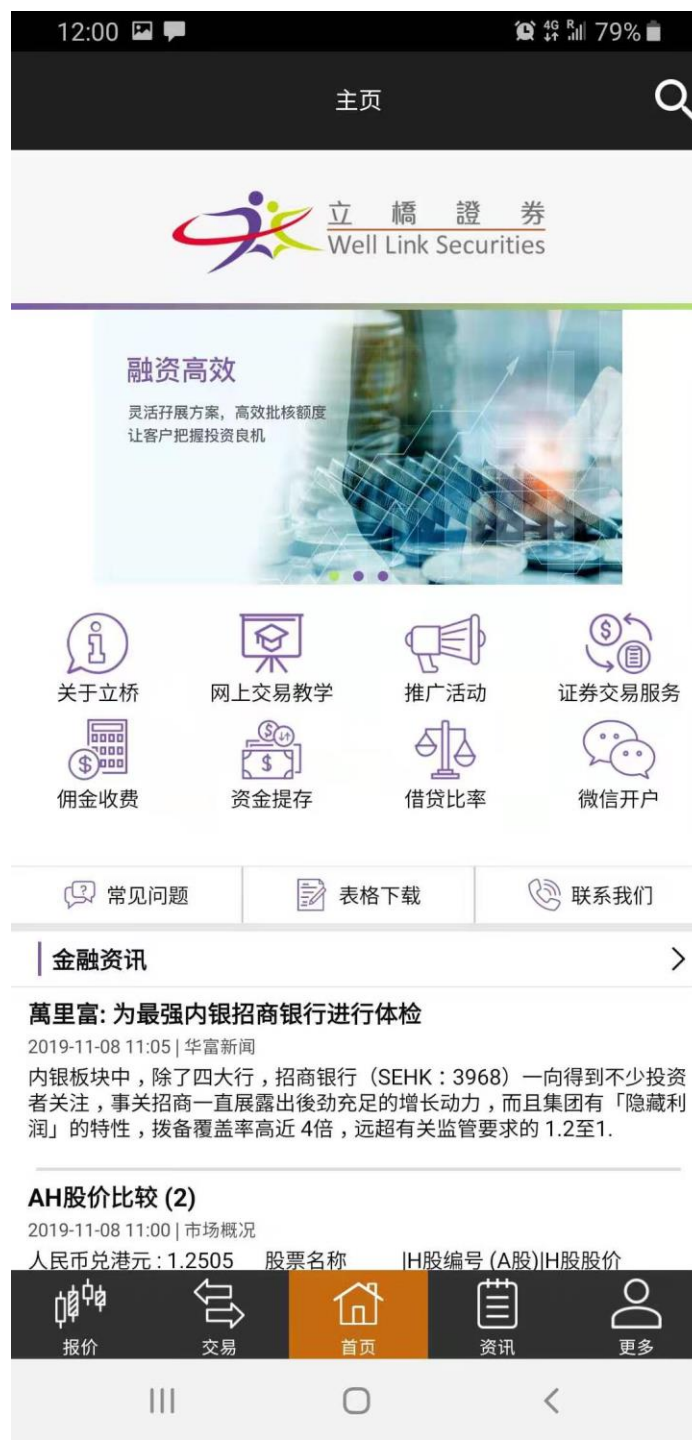 12:00
4G R 79%
主页
立橋證券
Well Link Securities
融资高效
灵活孖展方案，高效批核额度
让客户把握投资良机
关于立桥 网上交易教学 推广活动 证券交易服务
佣金收费 资金提存 借贷比率 微信开户
常见问题 表格下载 联系我们
金融资讯
萬里富: 为最强内银招商银行进行体检
2019-11-08 11:05 | 华富新闻
内银板块中，除了四大行，招商银行（SEHK：3968）一向得到不少投资
者关注，事关招商一直展露出後劲充足的增长动力，而且集团有「隐藏利
润」的特性，拨备覆盖率高近 4倍，远超有关监管要求的 1.2至1.
AH股价比较 (2)
2019-11-08 11:00 | 市场概况
人民币兑港元 : 1.2505 股票名称 |H股编号 (A股)|H股股价
报价 交易 首页 资讯 更多